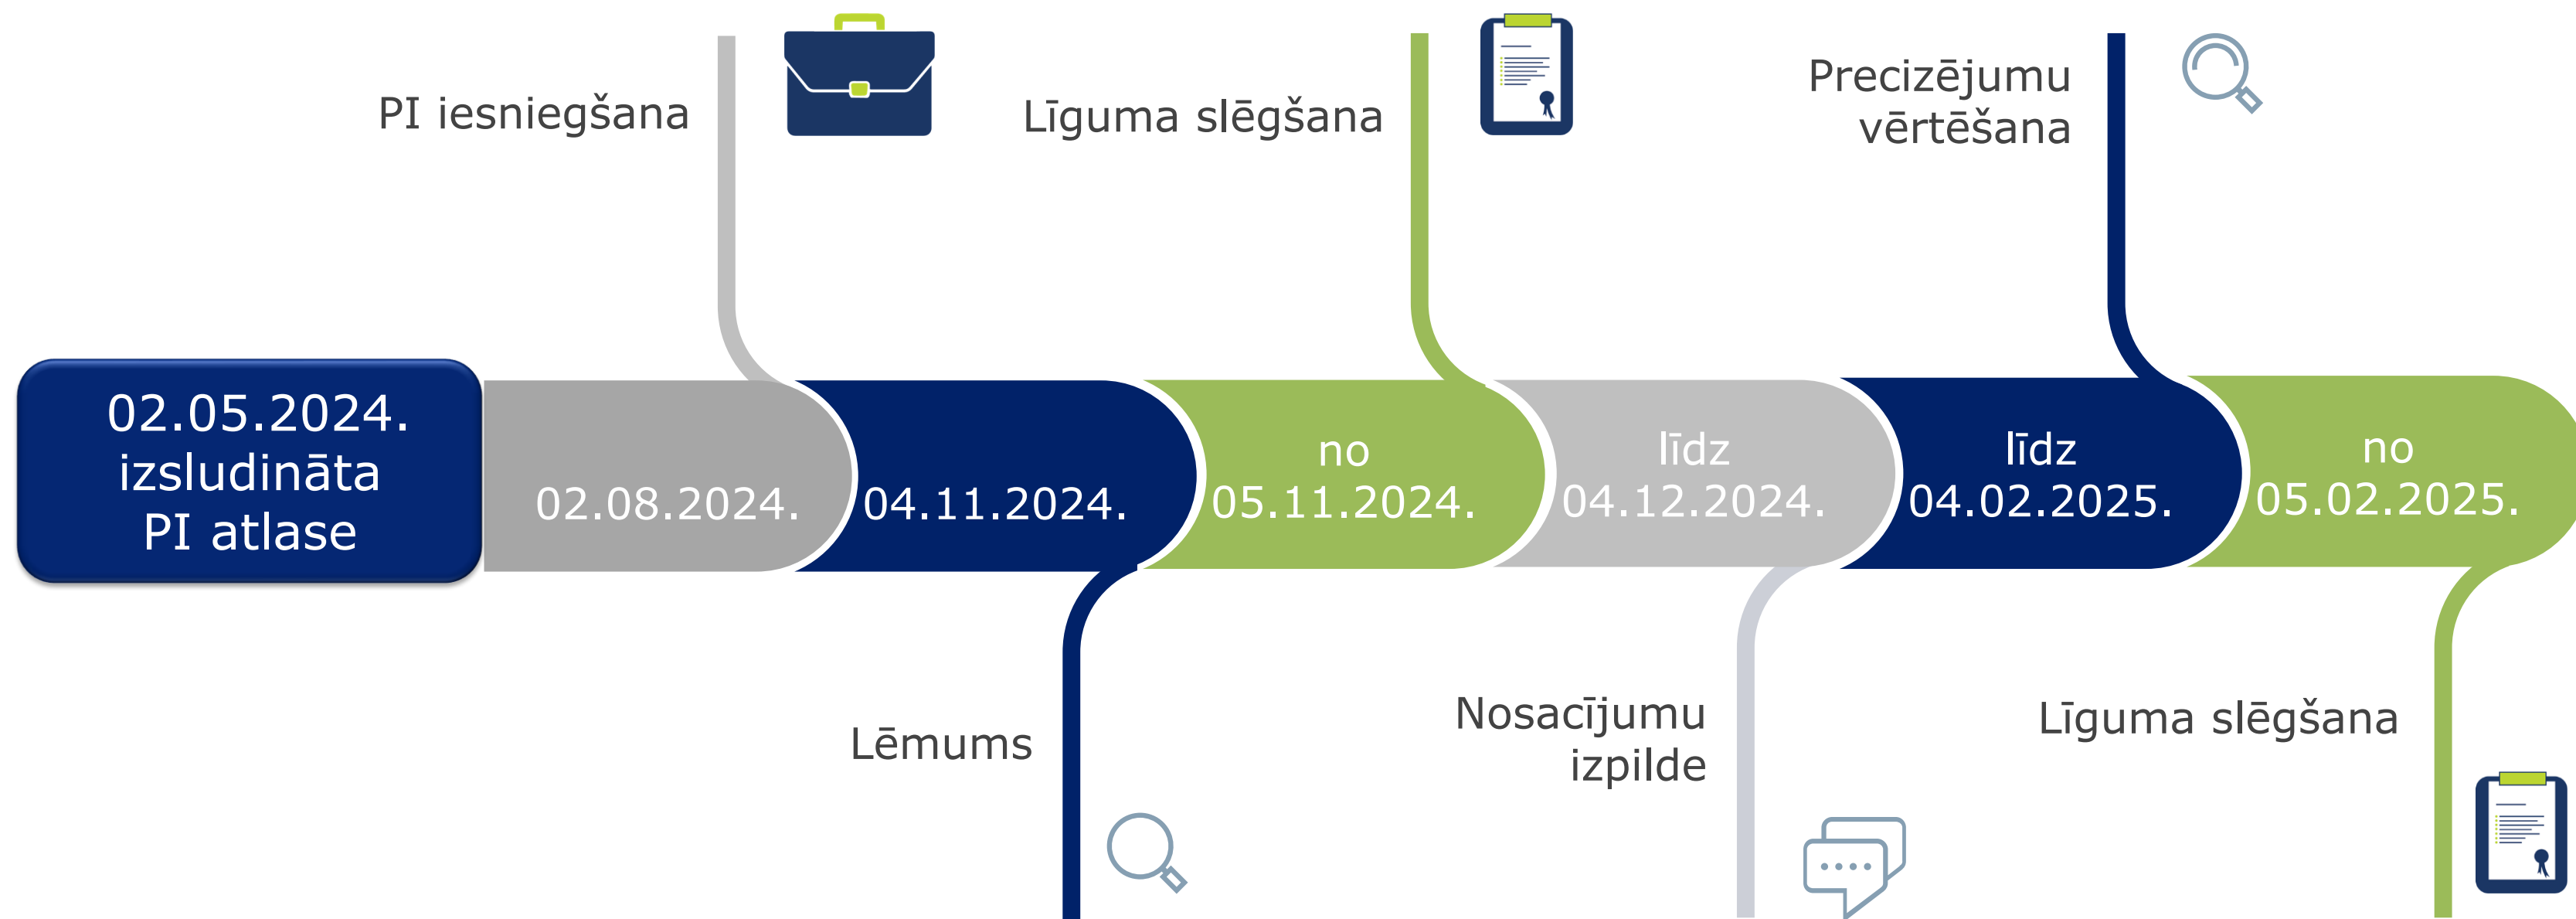 PI iesniegšana
Līguma slēgšana
Precizējumu
vērtēšana
02.05.2024.
izsludināta
PI atlase
02.08.2024.
04.11.2024.
no
05.11.2024.
līdz
04.12.2024.
līdz
04.02.2025.
no
05.02.2025.
Lēmums
Nosacījumu
izpilde
Līguma slēgšana